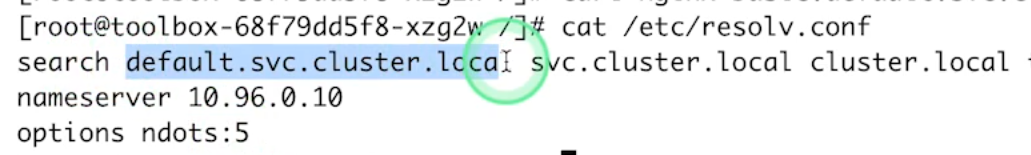 [root@toolbox-68f79dd5f8-xzg2w /]# cat /etc/resolv.conf
search default.svc.cluster.local svc.cluster.local cluster.local
nameserver 10.96.0.10
options ndots:5